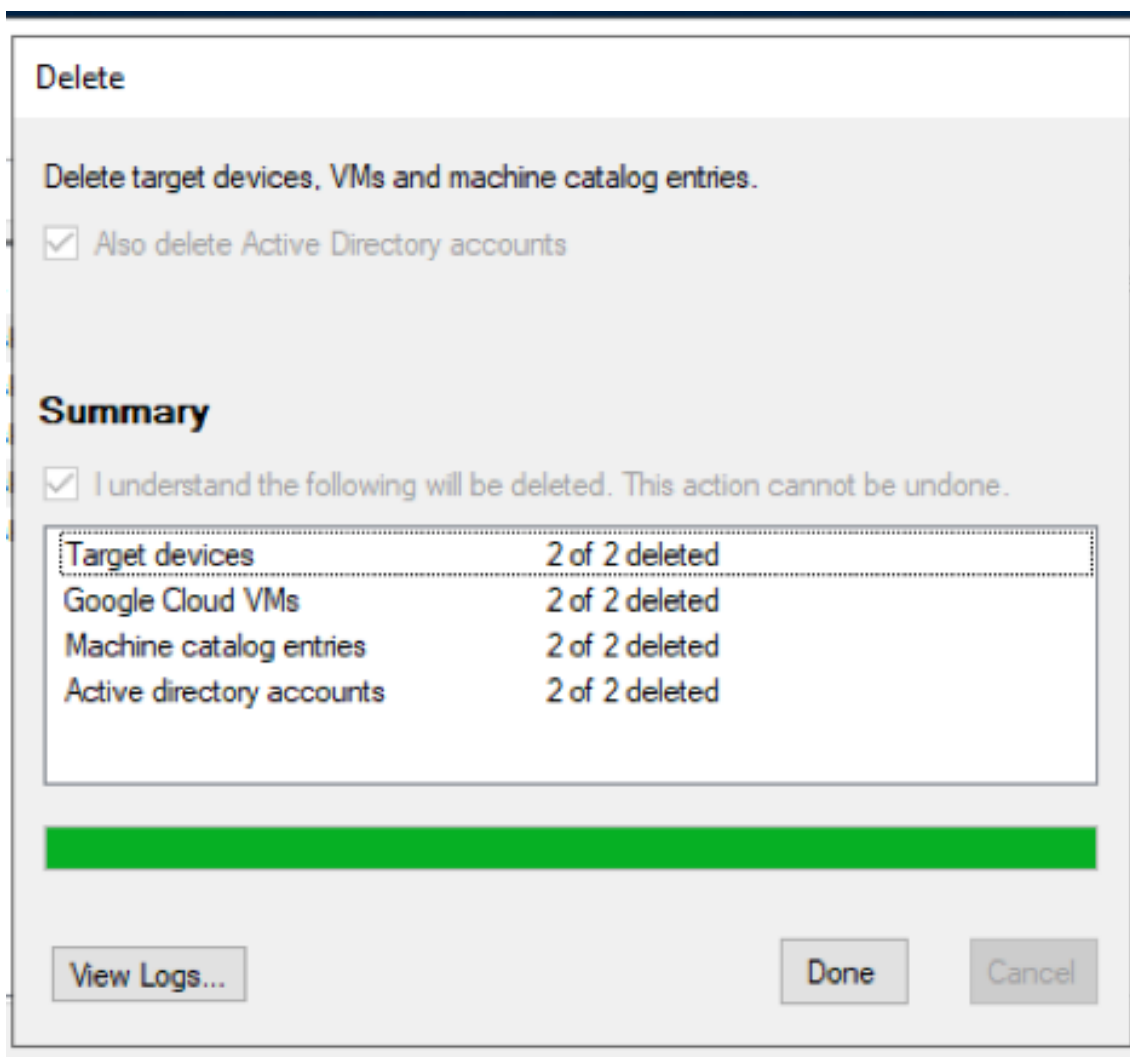 Delete
Delete target devices, VMs and machine catalog entries.
Also delete Active Directory accounts
Summary
I understand the following will be deleted. This action cannot be undone.
Target devices 2 of 2 deleted
Google Cloud VMs 2 of 2 deleted
Machine catalog entries 2 of 2 deleted
Active directory accounts 2 of 2 deleted
View Logs... Done Cancel